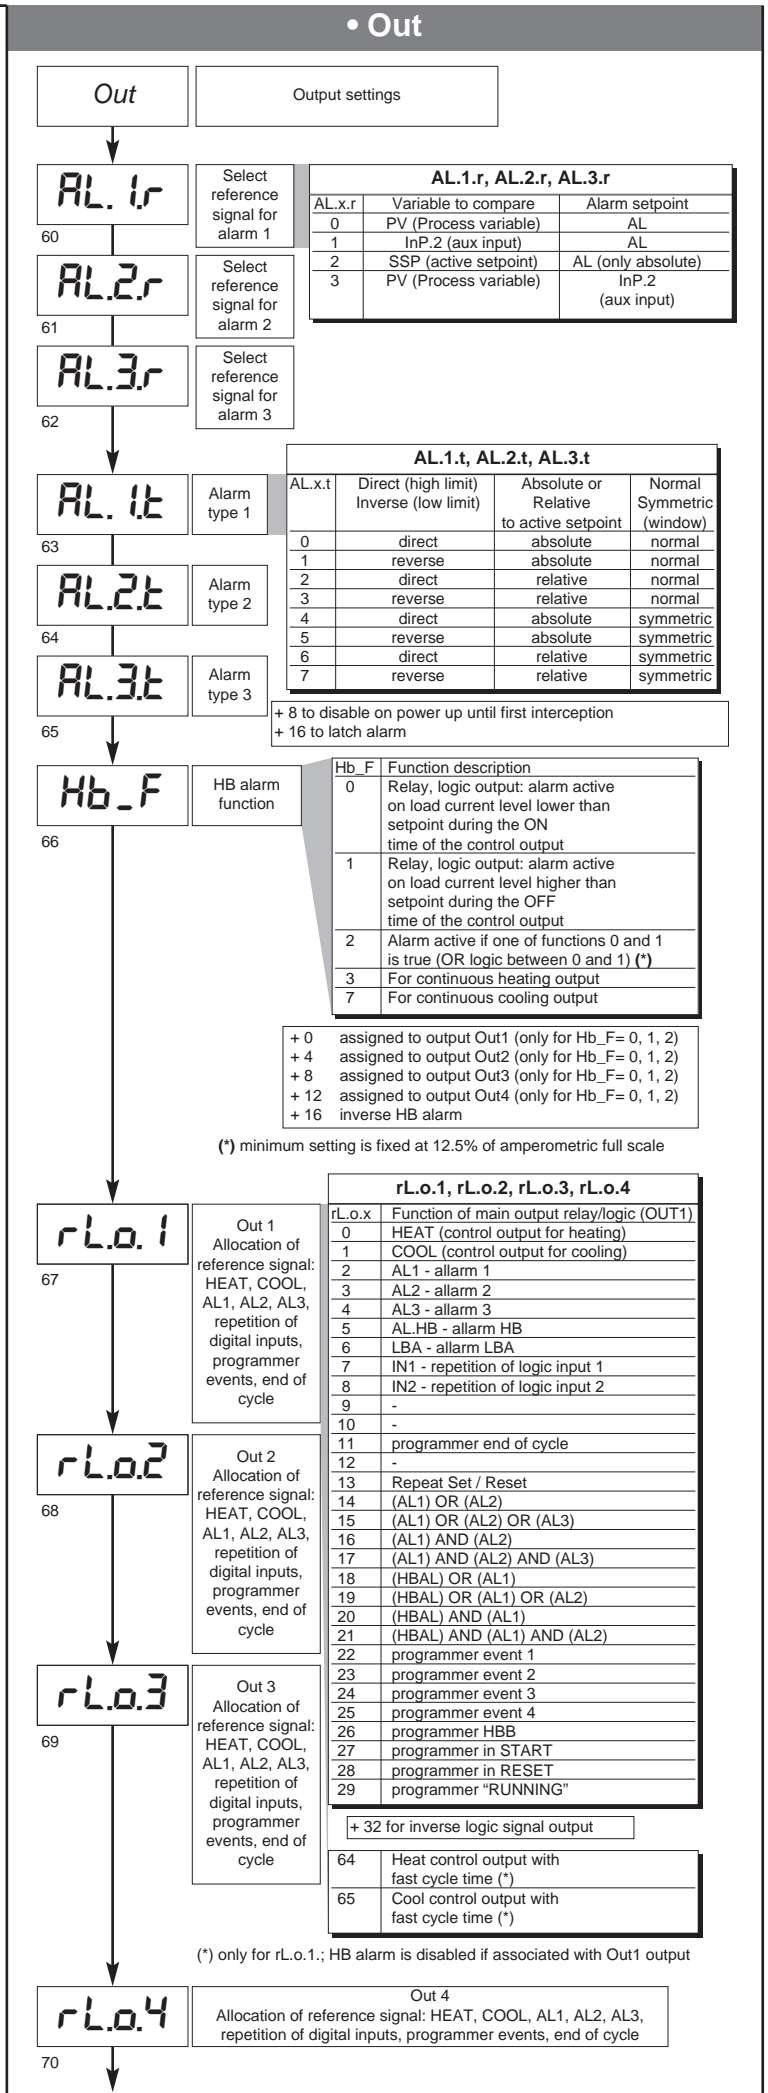 • Out
Out
Output settings
AL.1.r
Select
reference
signal for
alarm 1
60
AL.1.r, AL.2.r, AL.3.r
AL.x.r Variable to compare Alarm setpoint
0 PV (Process variable) AL
1 InP.2 (aux input) AL
2 SSP (active setpoint) AL (only absolute)
3 PV (Process variable) InP.2
(aux input)
AL.2.r
Select
reference
signal for
alarm 2
61
AL.3.r
Select
reference
signal for
alarm 3
62
AL.1.t
Alarm
type 1
63
AL.1.t, AL.2.t, AL.3.t
AL.x.t Direct (high limit) Absolute or Normal
Inverse (low limit) Relative Symmetric
to active setpoint (window)
0 direct absolute normal
1 reverse absolute normal
2 direct relative normal
3 reverse relative normal
4 direct absolute symmetric
5 reverse absolute symmetric
6 direct relative symmetric
7 reverse relative symmetric
AL.2.t
Alarm
type 2
64
AL.3.t
Alarm
type 3
65
+ 8 to disable on power up until first interception
+ 16 to latch alarm
Hb_F
HB alarm
function
66
Hb_F Function description
0 Relay, logic output: alarm active
on load current level lower than
setpoint during the ON
time of the control output
1 Relay, logic output: alarm active
on load current level higher than
setpoint during the OFF
time of the control output
2 Alarm active if one of functions 0 and 1
is true (OR logic between 0 and 1) (*)
3 For continuous heating output
7 For continuous cooling output
+ 0 assigned to output Out1 (only for Hb_F= 0, 1, 2)
+ 4 assigned to output Out2 (only for Hb_F= 0, 1, 2)
+ 8 assigned to output Out3 (only for Hb_F= 0, 1, 2)
+ 12 assigned to output Out4 (only for Hb_F= 0, 1, 2)
+ 16 inverse HB alarm
(*) minimum setting is fixed at 12.5% of amperometric full scale
rL.o.1
Out 1
Allocation of
reference signal:
HEAT, COOL,
AL1, AL2, AL3,
repetition of
digital inputs,
programmer
events, end of
cycle
67
rL.o.1, rL.o.2, rL.o.3, rL.o.4
rL.o.x Function of main output relay/logic (OUT1)
0 HEAT (control output for heating)
1 COOL (control output for cooling)
2 AL1 - allarm 1
3 AL2 - allarm 2
4 AL3 - allarm 3
5 AL.HB - allarm HB
6 LBA - allarm LBA
7 IN1 - repetition of logic input 1
8 IN2 - repetition of logic input 2
9 -
10 -
11 programmer end of cycle
12 -
13 Repeat Set / Reset
14 (AL1) OR (AL2)
15 (AL1) OR (AL2) OR (AL3)
16 (AL1) AND (AL2)
17 (AL1) AND (AL2) AND (AL3)
18 (HBAL) OR (AL1)
19 (HBAL) OR (AL1) OR (AL2)
20 (HBAL) AND (AL1)
21 (HBAL) AND (AL1) AND (AL2)
22 programmer event 1
23 programmer event 2
24 programmer event 3
25 programmer event 4
26 programmer HBB
27 programmer in START
28 programmer in RESET
29 programmer “RUNNING”
rL.o.2
Out 2
Allocation of
reference signal:
HEAT, COOL,
AL1, AL2, AL3,
repetition of
digital inputs,
programmer
events, end of
cycle
68
rL.o.3
Out 3
Allocation of
reference signal:
HEAT, COOL,
AL1, AL2, AL3,
repetition of
digital inputs,
programmer
events, end of
cycle
69
+ 32 for inverse logic signal output
64 Heat control output with
fast cycle time (*)
65 Cool control output with
fast cycle time (*)
(*) only for rL.o.1.; HB alarm is disabled if associated with Out1 output
rL.o.4
Out 4
Allocation of reference signal: HEAT, COOL, AL1, AL2, AL3,
repetition of digital inputs, programmer events, end of cycle
70